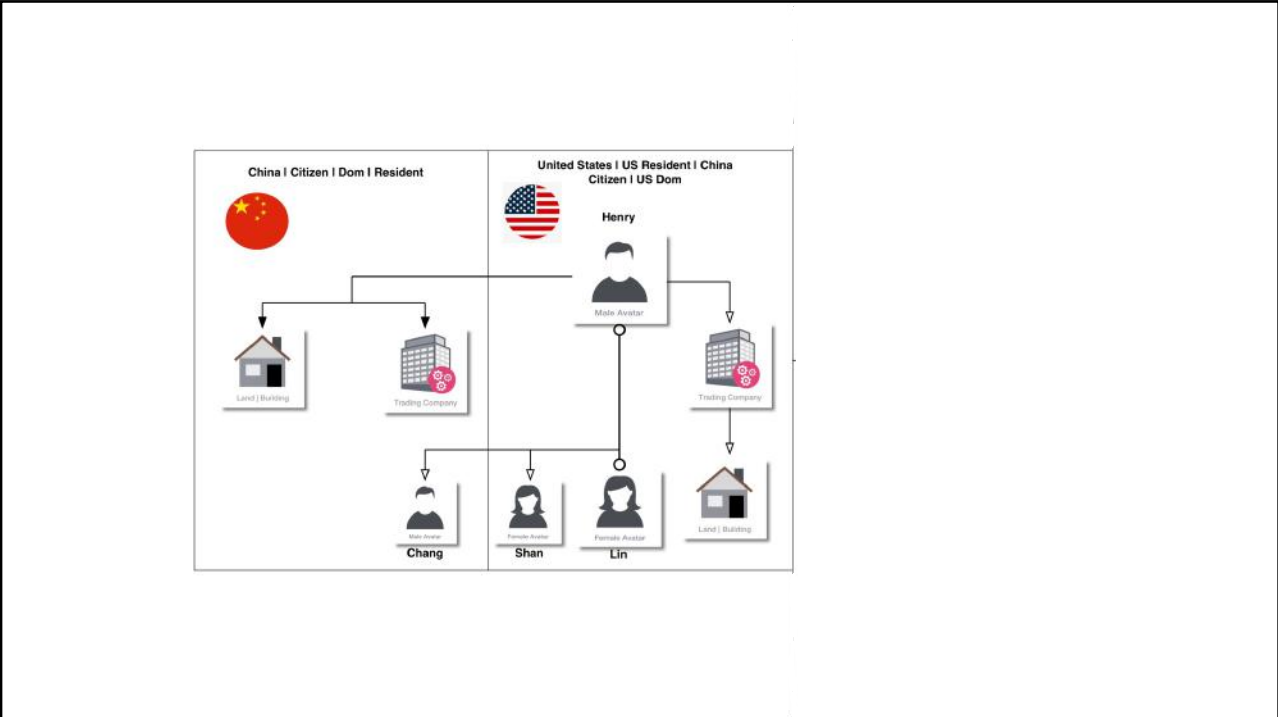 China | Citizen | Dom | Resident
United States | US Resident | China
Citizen | US Dom
Henry
Male Avatar
Land | Building
Trading Company
Trading Company
Land | Building
Male Avatar
Chang
Female Avatar
Shan
Female Avatar
Lin